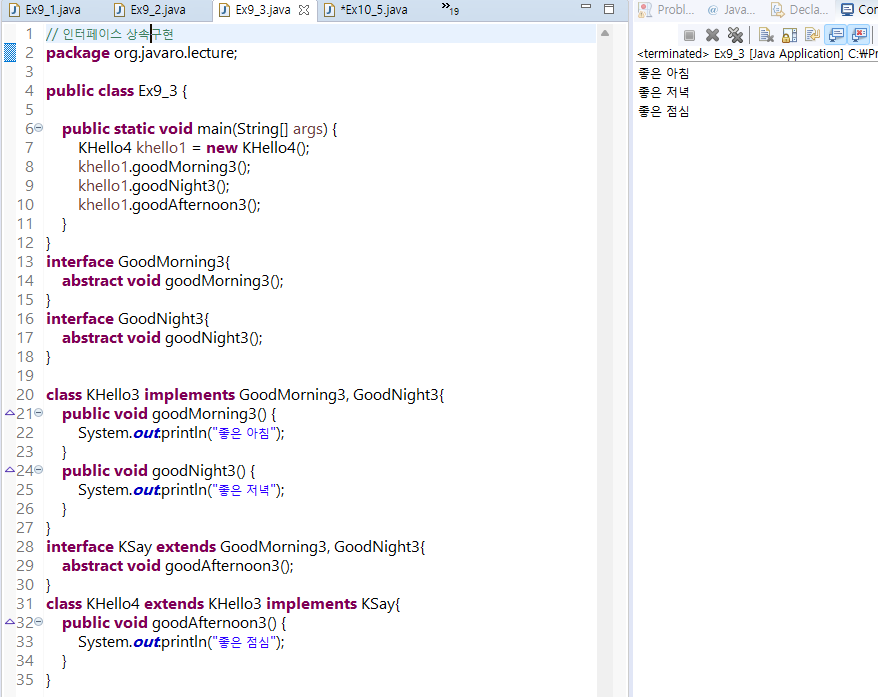 Ex9_1.java Ex9_2.java Ex9_3.java *Ex10_5.java »19
1 // 인터페이스 상속구현
2 package org.javaro.lecture;
3
4 public class Ex9_3 {
5
6 public static void main(String[] args) {
7 KHello4 khello1 = new KHello4();
8 khello1.goodMorning3();
9 khello1.goodNight3();
10 khello1.goodAfternoon3();
11 }
12 }
13 interface GoodMorning3{
14 abstract void goodMorning3();
15 }
16 interface GoodNight3{
17 abstract void goodNight3();
18 }
19
20 class KHello3 implements GoodMorning3, GoodNight3{
21 public void goodMorning3() {
22 System.out.println("좋은 아침");
23 }
24 public void goodNight3() {
25 System.out.println("좋은 저녁");
26 }
27 }
28 interface KSay extends GoodMorning3, GoodNight3{
29 abstract void goodAfternoon3();
30 }
31 class KHello4 extends KHello3 implements KSay{
32 public void goodAfternoon3() {
33 System.out.println("좋은 점심");
34 }
35 }
Probl... @ Java... Decla... Con
<terminated> Ex9_3 [Java Application] C:₩Pr
좋은 아침
좋은 저녁
좋은 점심